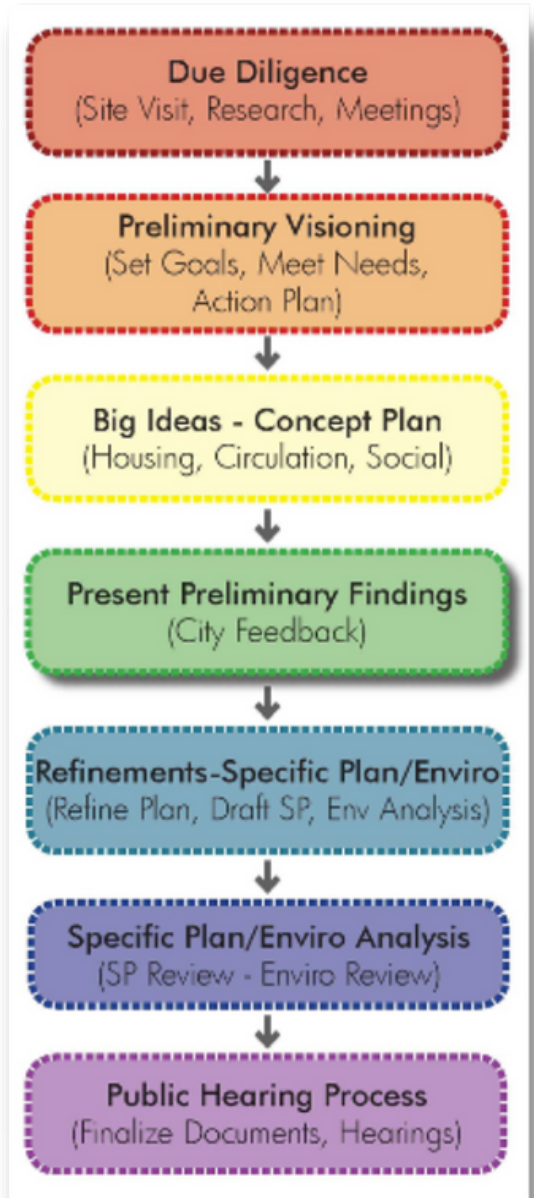 Due Diligence
(Site Visit, Research, Meetings)
Preliminary Visioning
(Set Goals, Meet Needs,
Action Plan)
Big Ideas - Concept Plan
(Housing, Circulation, Social)
Present Preliminary Findings
(City Feedback)
Refinements-Specific Plan/Enviro
(Refine Plan, Draft SP, Env Analysis)
Specific Plan/Enviro Analysis
(SP Review - Enviro Review)
Public Hearing Process
(Finalize Documents, Hearings)